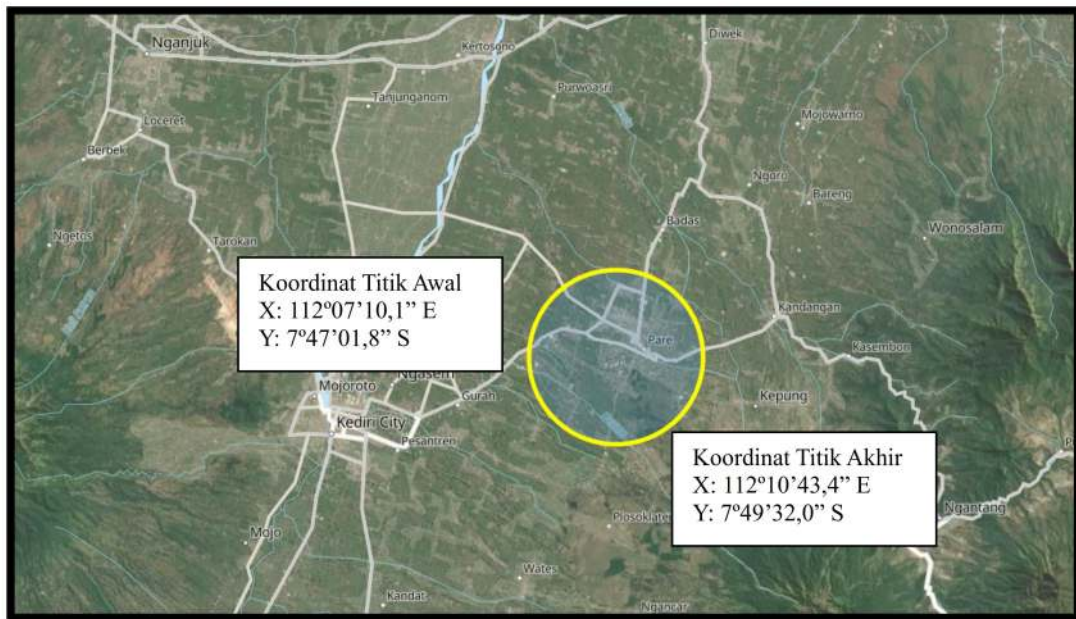 Nganjuk
Kertosono
Diwek
Tanjunganom
Purwoasri
Mojowarno
Loceret
Berbek
Ngoro
Bareng
Badas
Wonosalam
Ngetos
Tarokan
Koordinat Titik Awal
X: 112º07’10,1” E
Y: 7º47’01,8” S
Kandangan
Pare
Kasembon
Ngasem
Mojoroto
Gurah
Kepung
Kediri City
Pesantren
Koordinat Titik Akhir
X: 112º10’43,4” E
Y: 7º49’32,0” S
Ngantang
Mojo
Wates
Kandat
Ngancar